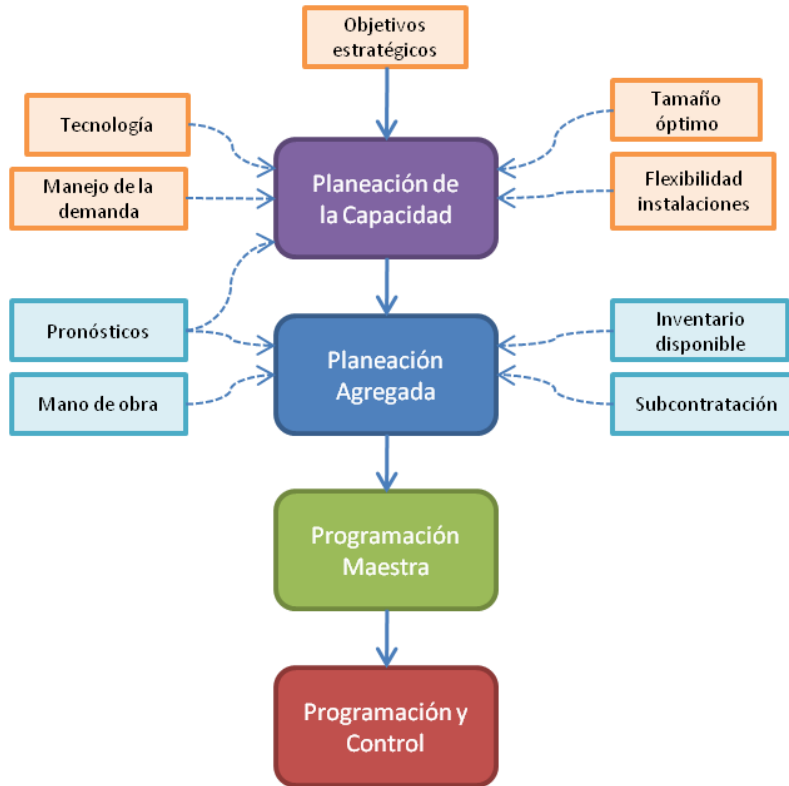 Objetivos
estratégicos
Tecnología
Tamaño
óptimo
Planeación de
la Capacidad
Manejo de la
demanda
Flexibilidad
instalaciones
Pronósticos
Inventario
disponible
Planeación
Agregada
Mano de obra
Subcontratación
Programación
Maestra
Programación y
Control